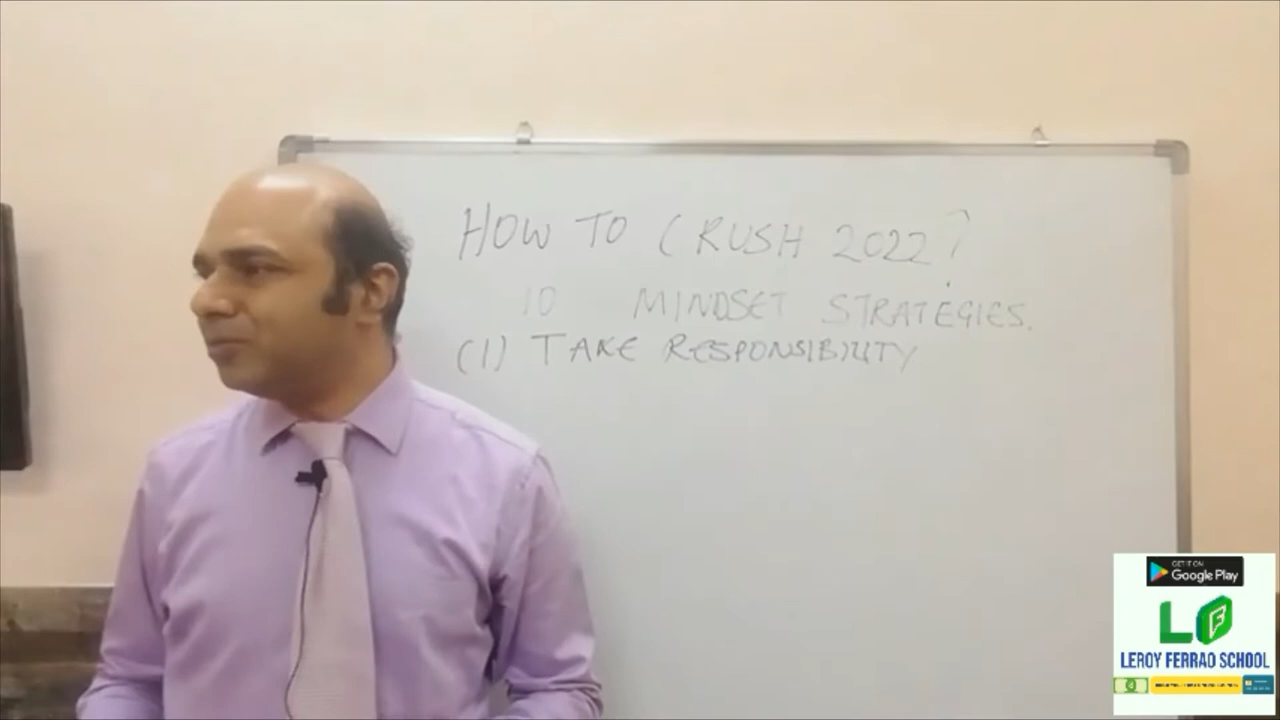 HOW TO CRUSH 2022?
10 MINDSET STRATEGIES.
(1) TAKE RESPONSIBILITY
GET IT ON
Google Play
LF
LEROY FERRAO SCHOOL